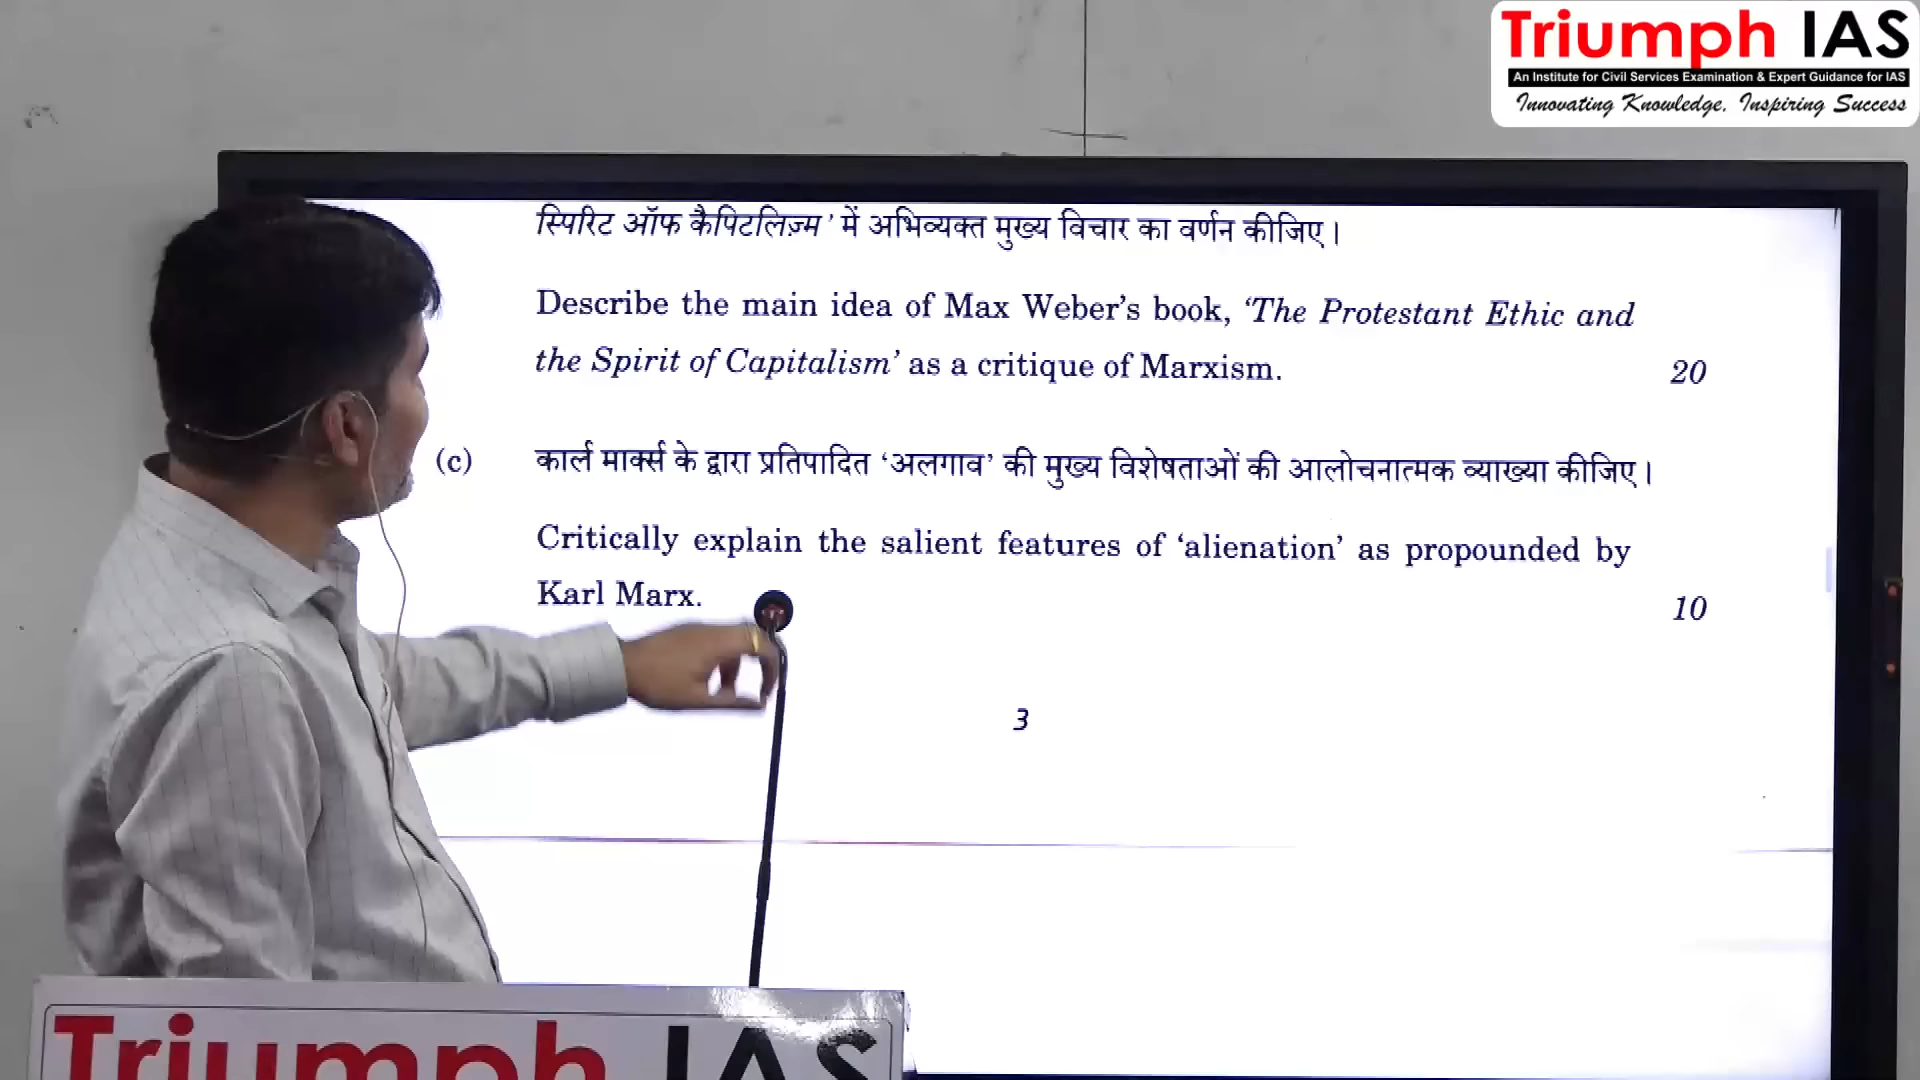 Triumph IAS
An Institute for Civil Services Examination & Expert Guidance for IAS
Innovating Knowledge, Inspiring Success
स्पिरिट ऑफ कैपिटलिज़्म’ में अभिव्यक्त मुख्य विचार का वर्णन कीजिए।
Describe the main idea of Max Weber’s book, ‘The Protestant Ethic and
the Spirit of Capitalism’ as a critique of Marxism. 20
(c) कार्ल मार्क्स के द्वारा प्रतिपादित ‘अलगाव’ की मुख्य विशेषताओं की आलोचनात्मक व्याख्या कीजिए।
Critically explain the salient features of ‘alienation’ as propounded by
Karl Marx. 10
3
Triumph IAS